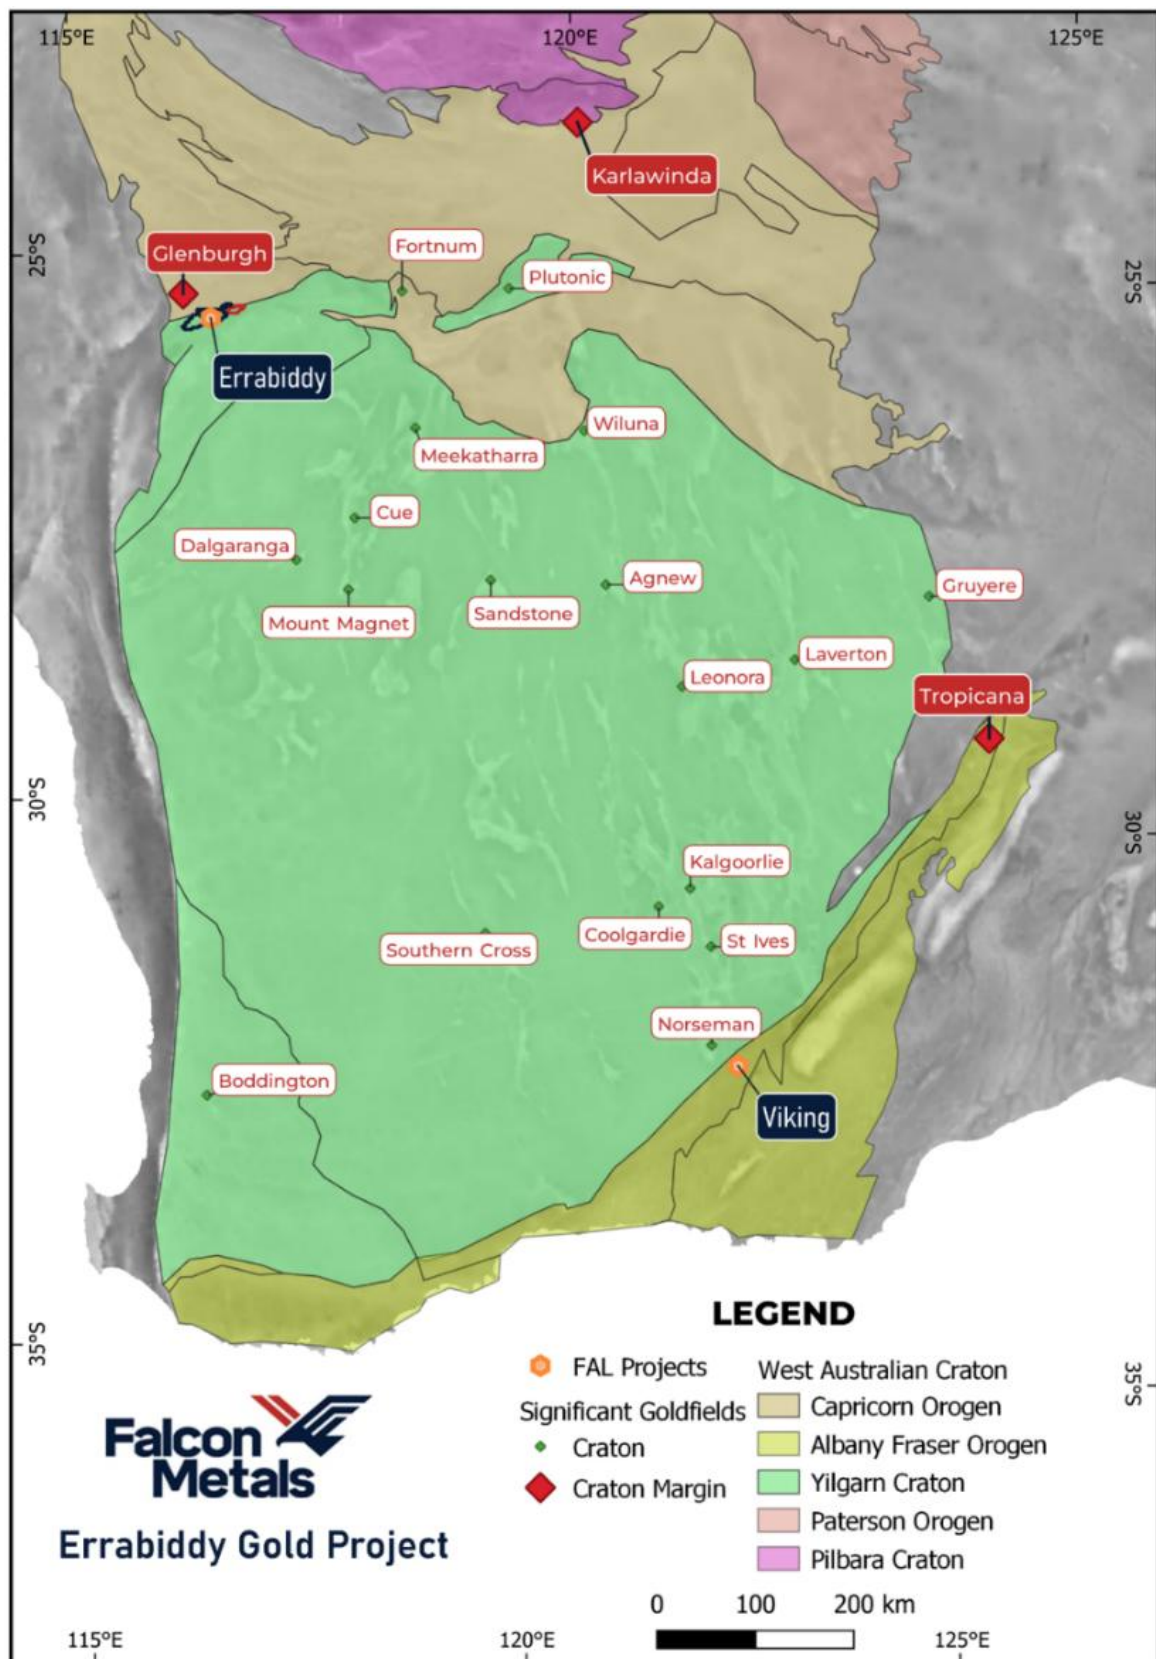 115°E
120°E
125°E
Karlawinda
Glenburgh
Fortnum
25°S
Plutonic
25°S
Errabiddy
Wiluna
Meekatharra
Cue
Dalgaranga
Agnew
Gruyere
Mount Magnet
Sandstone
Laverton
Leonora
Tropicana
30°S
30°S
Kalgoorlie
Coolgardie
St Ives
Southern Cross
Norseman
Boddington
Viking
LEGEND
35°S
FAL Projects
Significant Goldfields
Craton
Craton Margin
West Australian Craton
Capricorn Orogen
Albany Fraser Orogen
Yilgarn Craton
Paterson Orogen
Pilbara Craton
35°S
Falcon
Metals
Errabiddy Gold Project
0 100 200 km
115°E
120°E
125°E